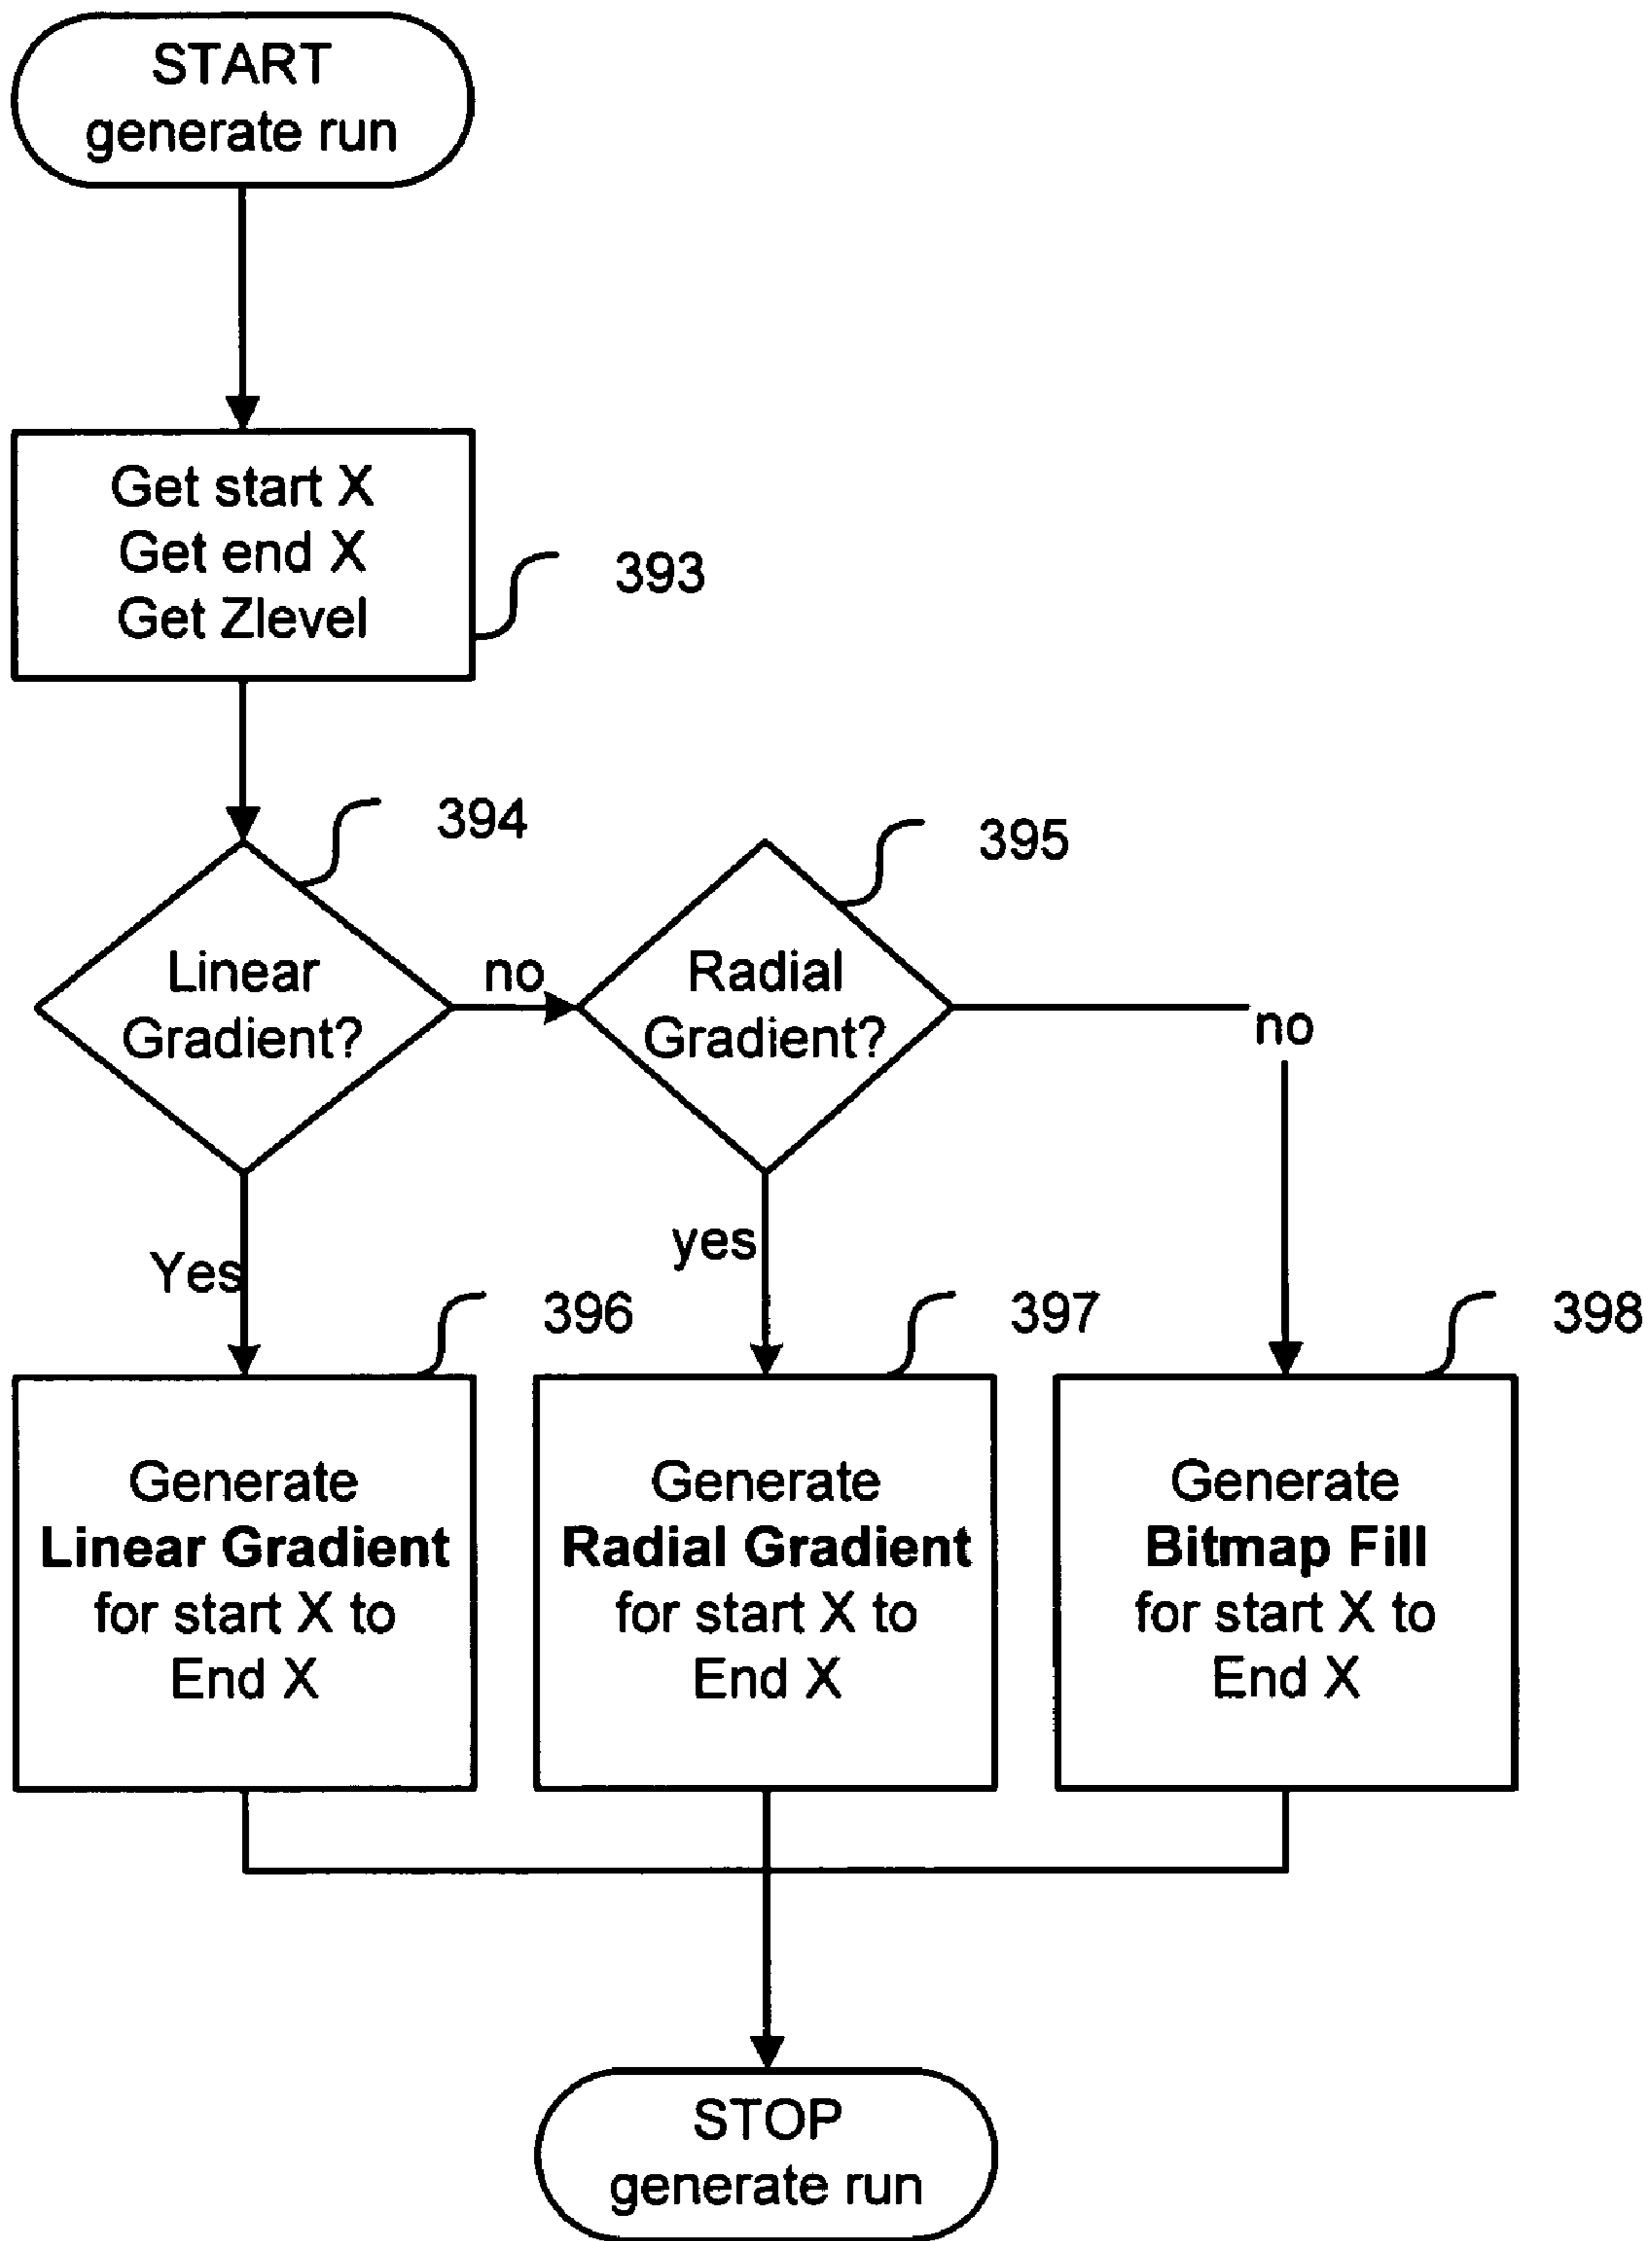 START
generate run
Get start X
Get end X
Get Zlevel
393
394
395
Linear
Gradient?
no
Radial
Gradient?
no
Yes
yes
396
397
398
Generate
Linear Gradient
for start X to
End X
Generate
Radial Gradient
for start X to
End X
Generate
Bitmap Fill
for start X to
End X
STOP
generate run